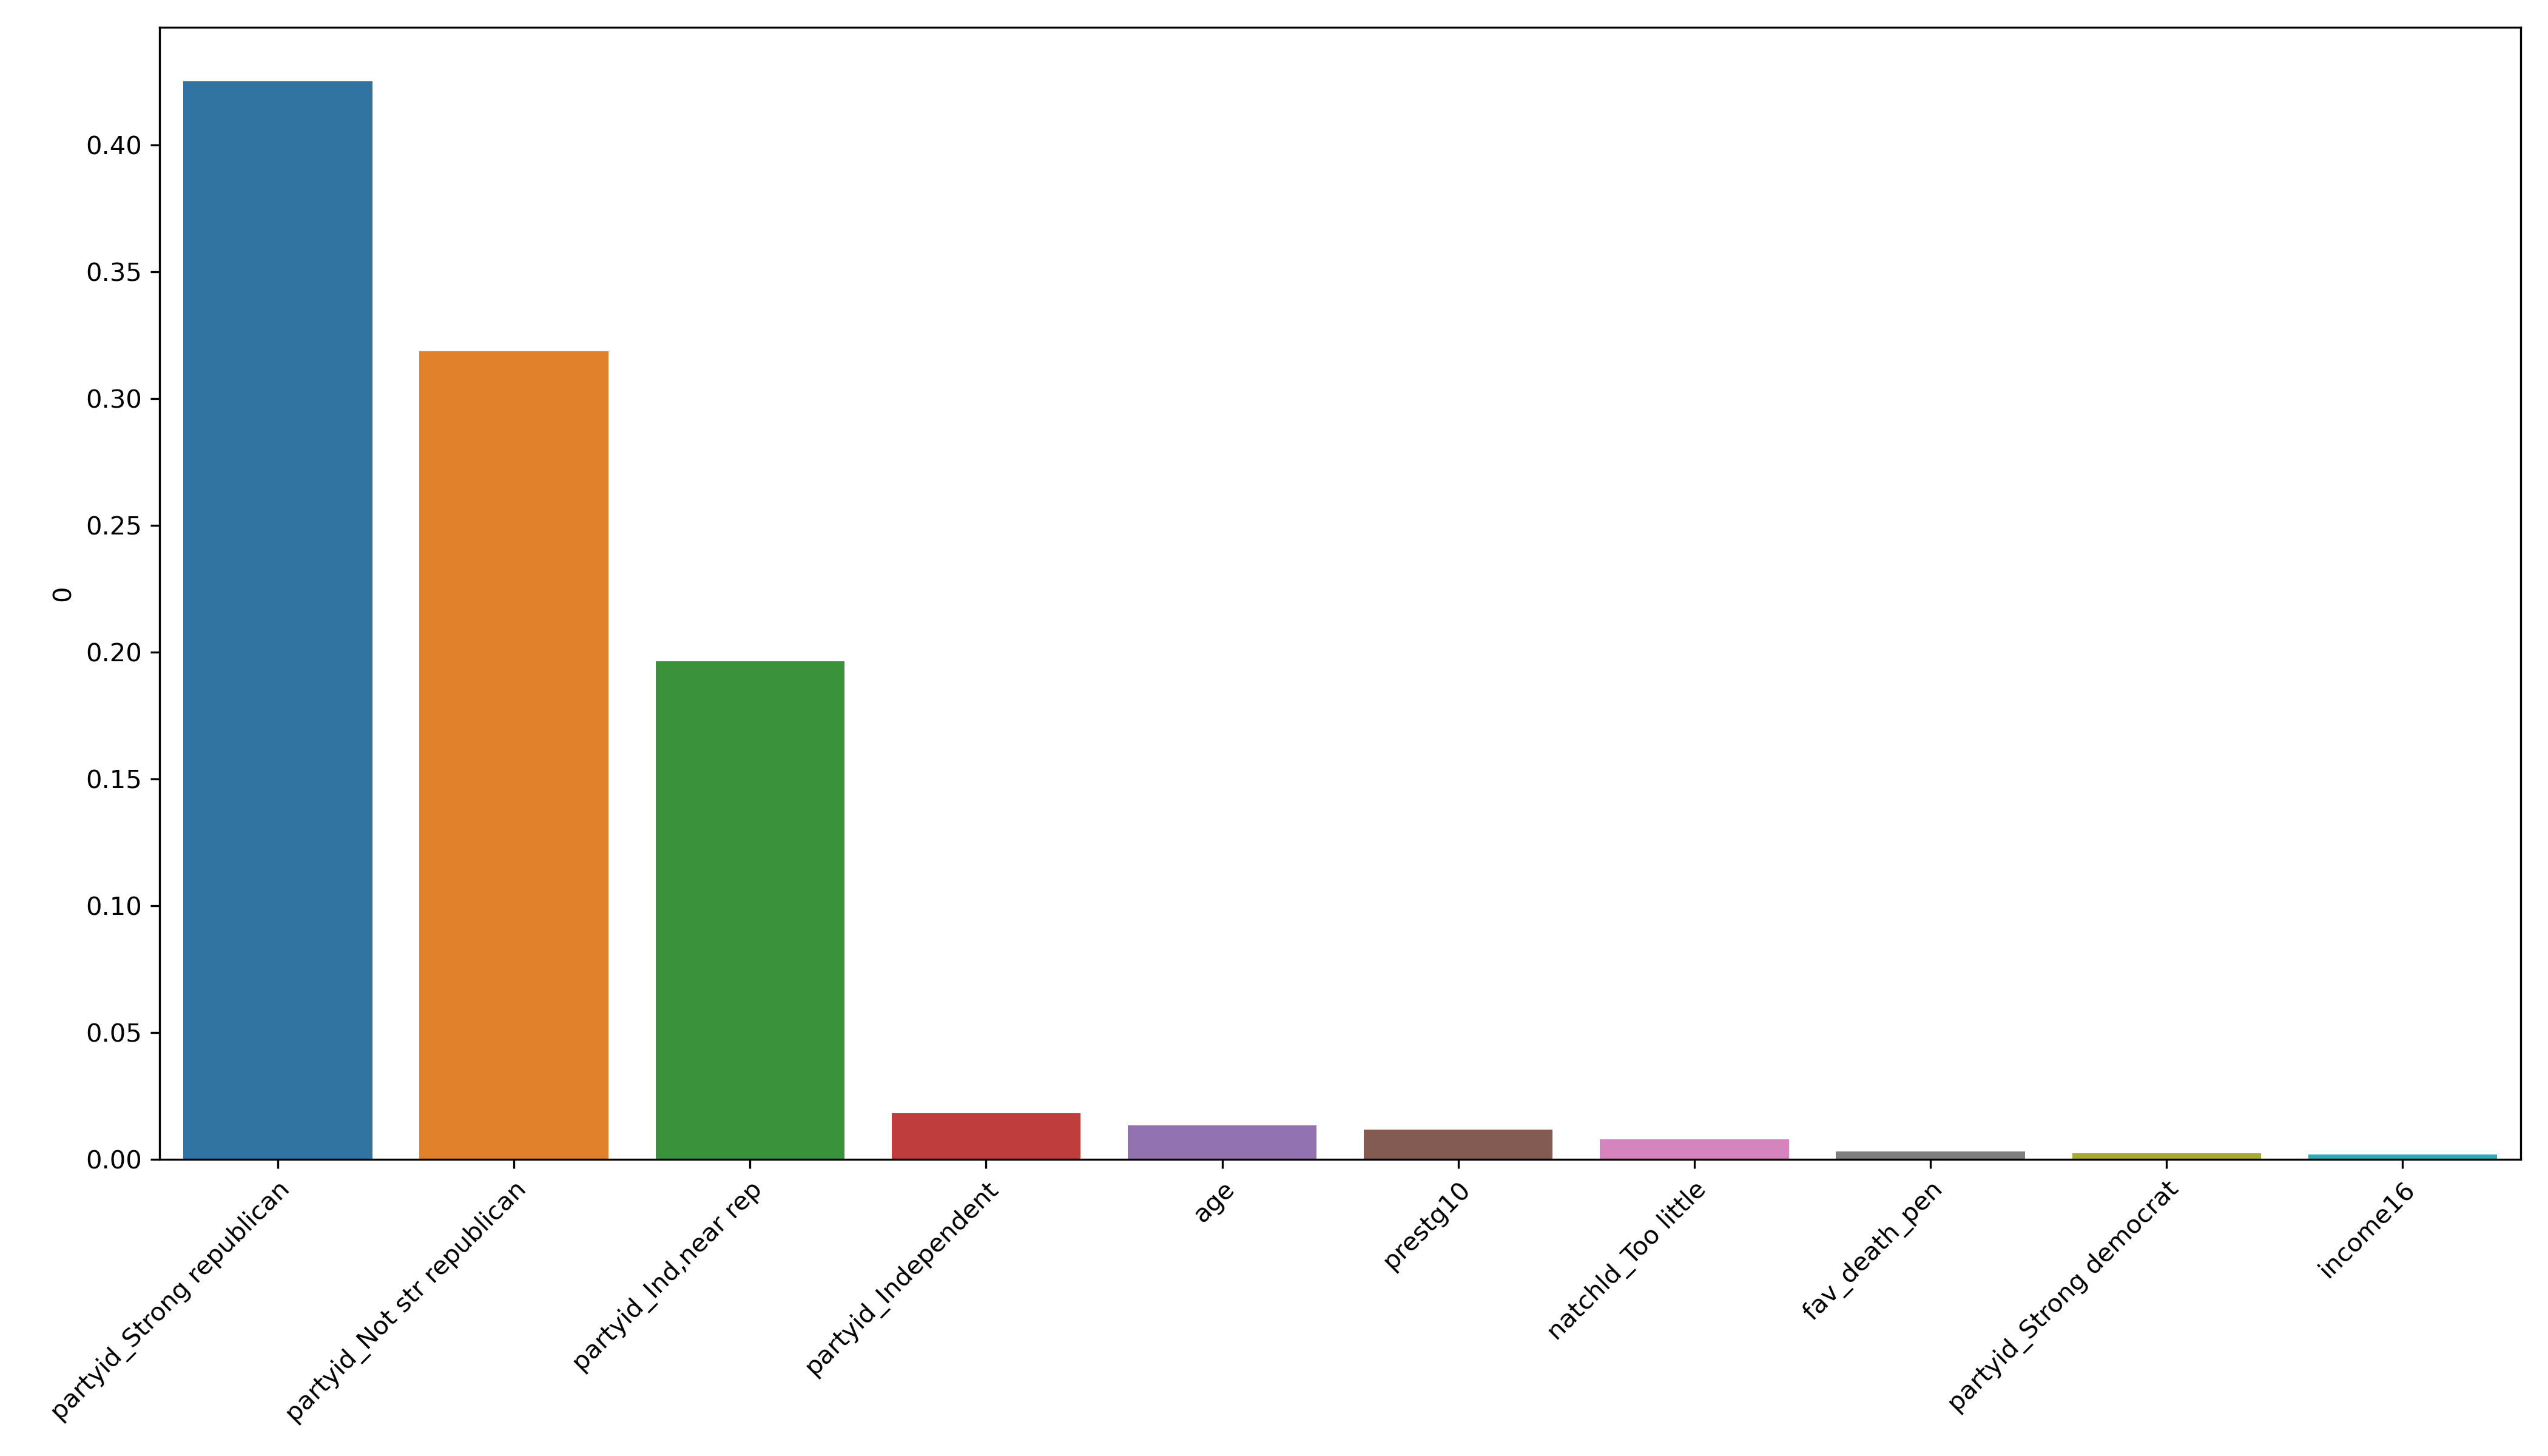 0.40
0.35
0.30
0.25
0.20
0.15
0.10
0.05
0.00
0
partyid_Strong republican
partyid_Not str republican
partyid_Ind,near rep
partyid_Independent
age
prestg10
natchld_Too little
fav_death_pen
partyid_Strong democrat
income16